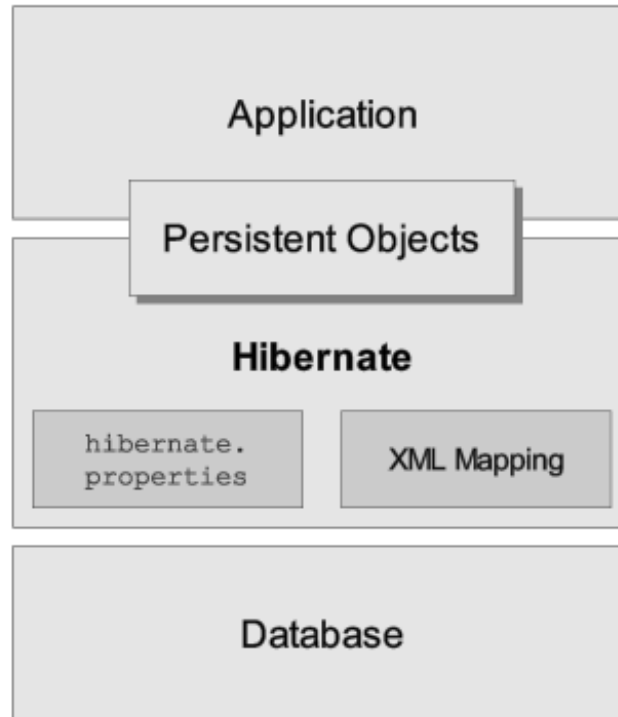 Application
Persistent Objects
Hibernate
hibernate.
properties
XML Mapping
Database